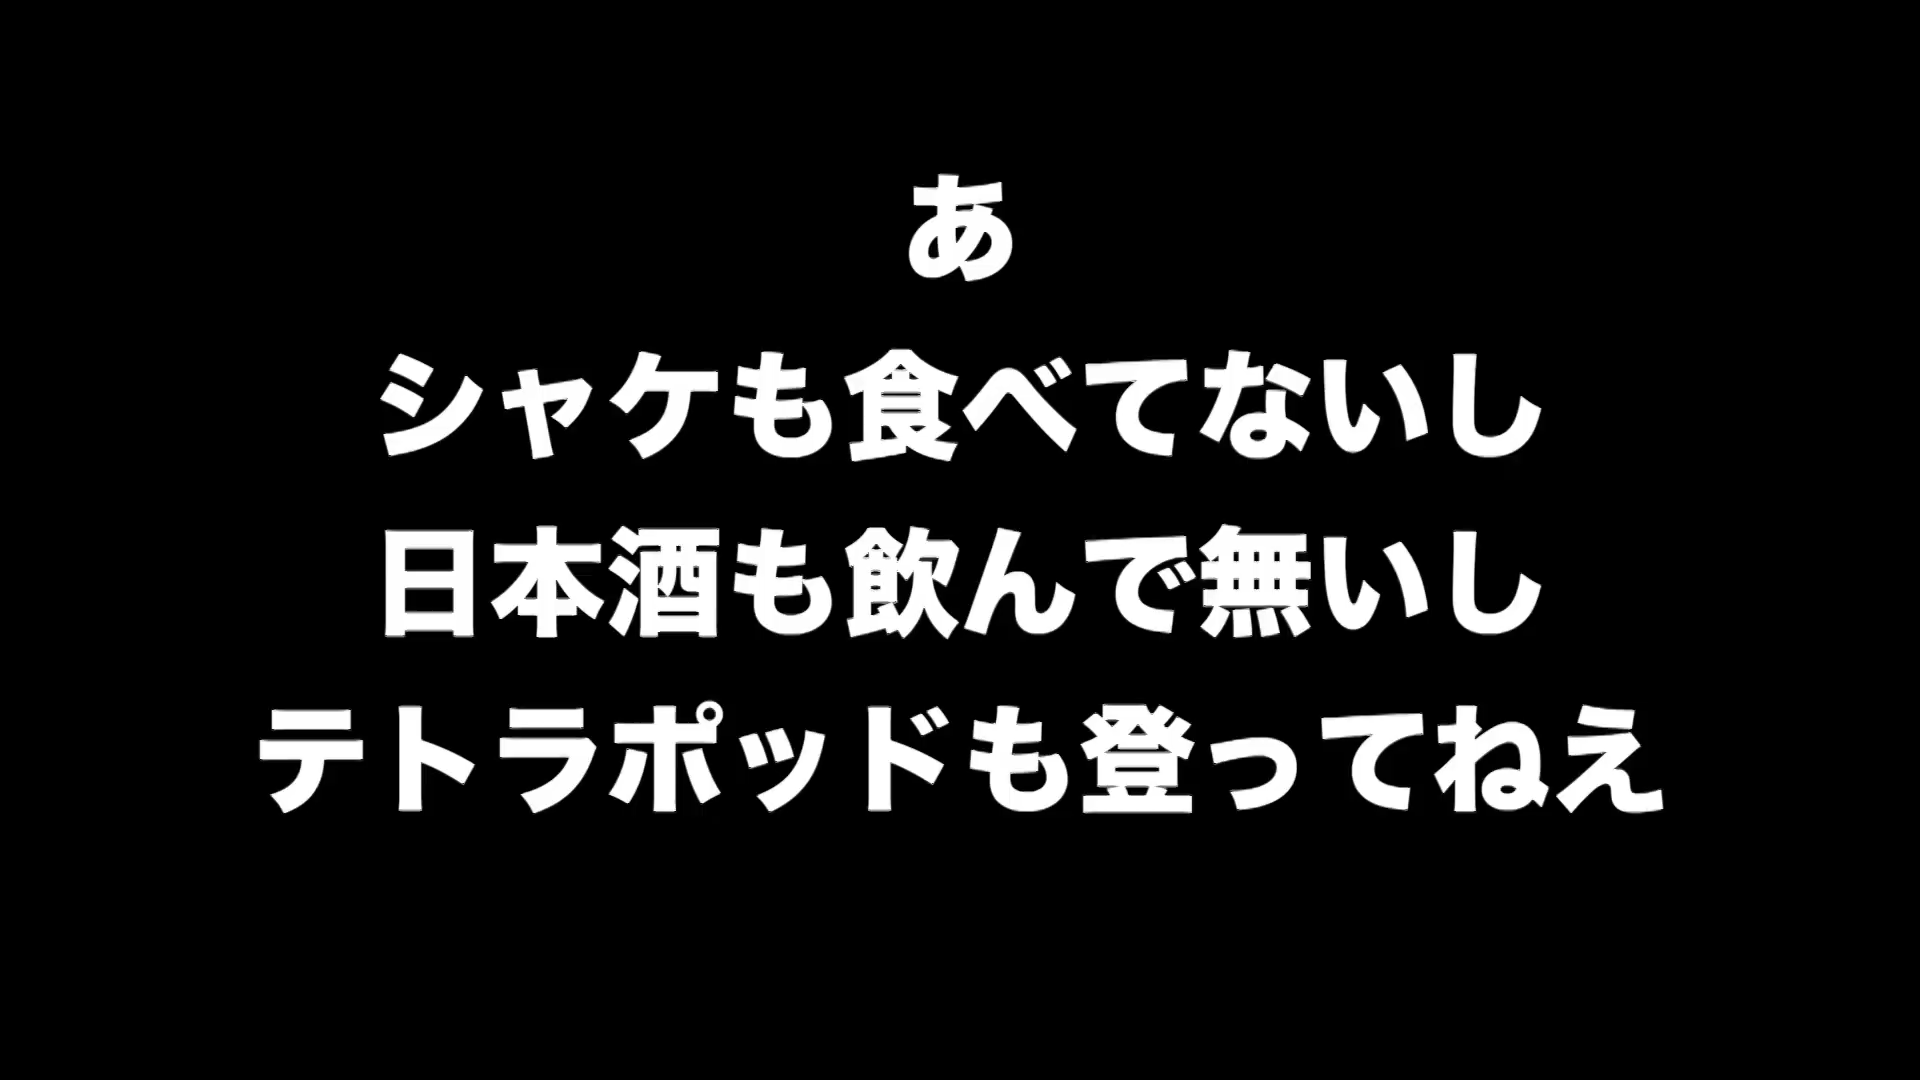 あ
シャケも食べてないし
日本酒も飲んで無いし
テトラポッドも登ってねえ